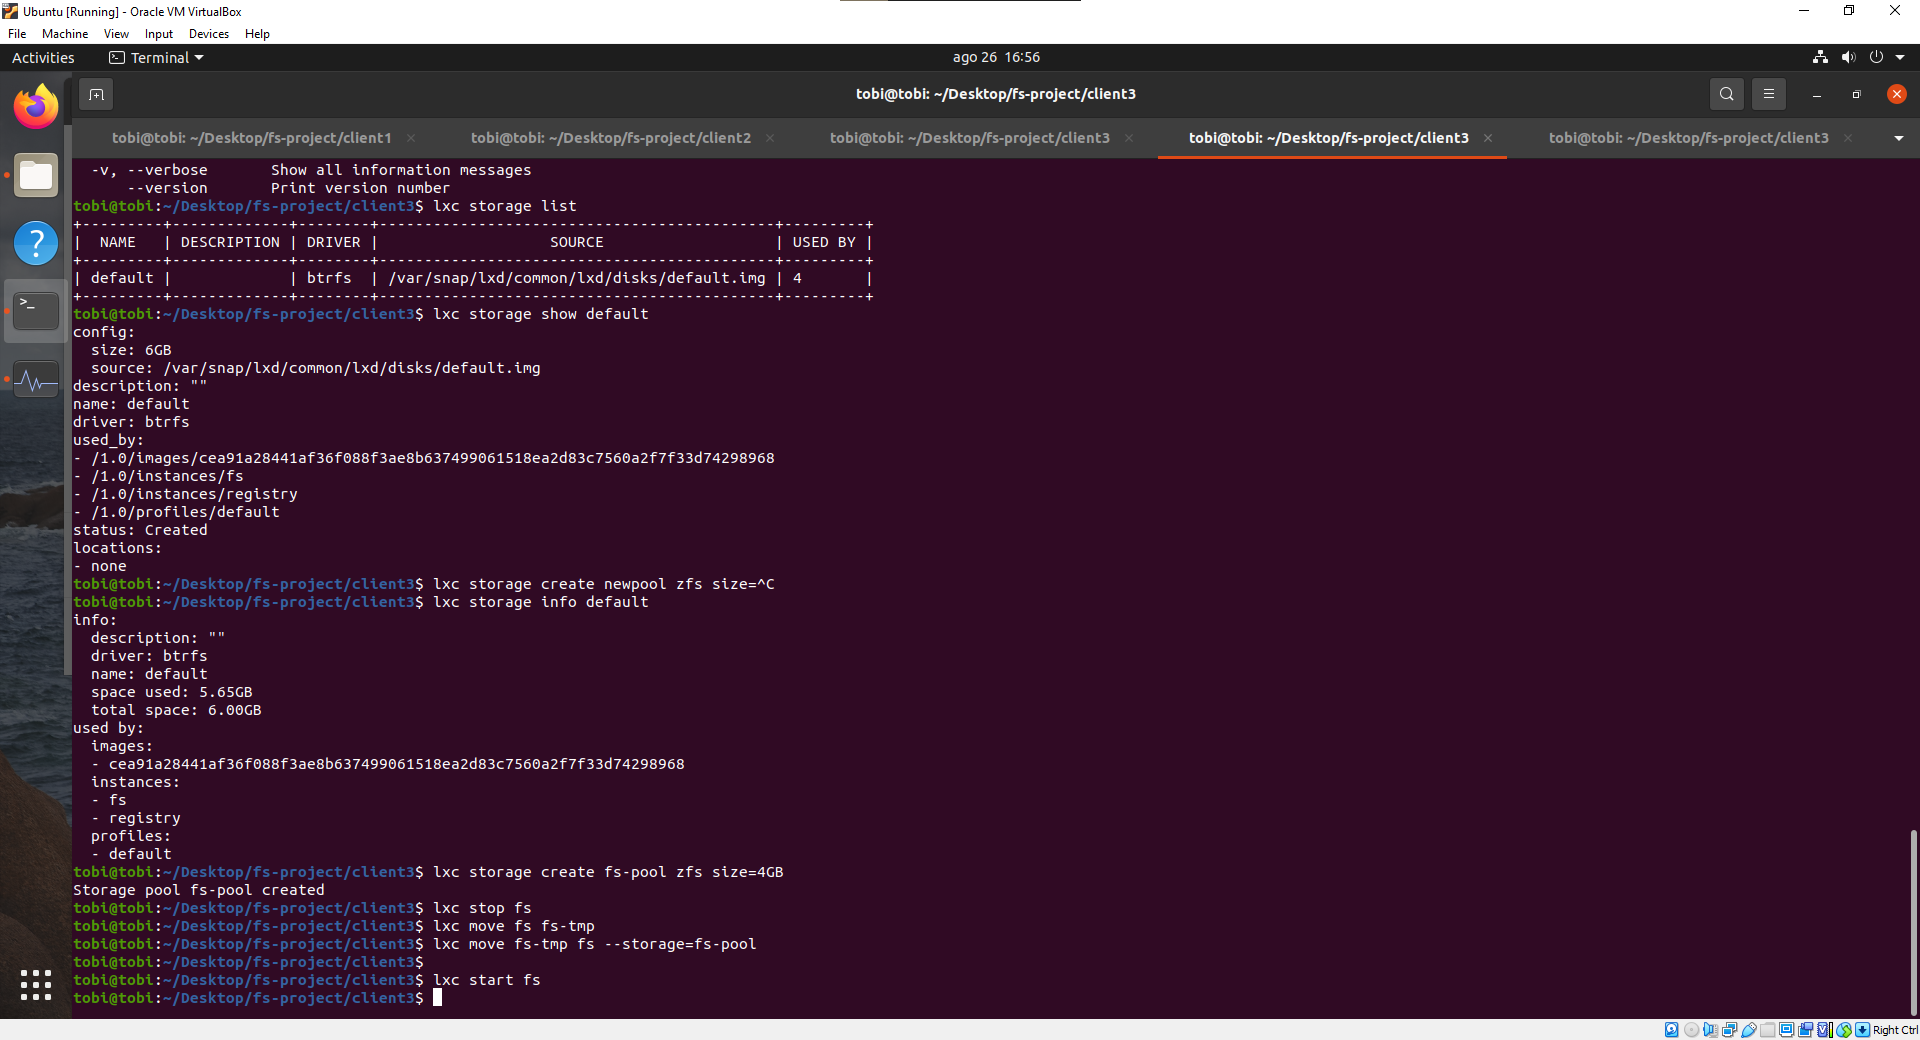 Ubuntu [Running] - Oracle VM VirtualBox
File Machine View Input Devices Help
Activities Terminal ago 26 16:56
tobi@tobi: ~/Desktop/fs-project/client3
tobi@tobi: ~/Desktop/fs-project/client1 tobi@tobi: ~/Desktop/fs-project/client2 tobi@tobi: ~/Desktop/fs-project/client3 tobi@tobi: ~/Desktop/fs-project/client3 tobi@tobi: ~/Desktop/fs-project/client3
  -v, --verbose       Show all information messages
      --version       Print version number
tobi@tobi:~/Desktop/fs-project/client3$ lxc storage list
+---------+-------------+--------+--------------------------------------------+---------+
|  NAME   | DESCRIPTION | DRIVER |                   SOURCE                   | USED BY |
+---------+-------------+--------+--------------------------------------------+---------+
| default |             | btrfs  | /var/snap/lxd/common/lxd/disks/default.img | 4       |
+---------+-------------+--------+--------------------------------------------+---------+
tobi@tobi:~/Desktop/fs-project/client3$ lxc storage show default
config:
  size: 6GB
  source: /var/snap/lxd/common/lxd/disks/default.img
description: ""
name: default
driver: btrfs
used_by:
- /1.0/images/cea91a28441af36f088f3ae8b637499061518ea2d83c7560a2f7f33d74298968
- /1.0/instances/fs
- /1.0/instances/registry
- /1.0/profiles/default
status: Created
locations:
- none
tobi@tobi:~/Desktop/fs-project/client3$ lxc storage create newpool zfs size=^C
tobi@tobi:~/Desktop/fs-project/client3$ lxc storage info default
info:
  description: ""
  driver: btrfs
  name: default
  space used: 5.65GB
  total space: 6.00GB
used by:
  images:
  - cea91a28441af36f088f3ae8b637499061518ea2d83c7560a2f7f33d74298968
  instances:
  - fs
  - registry
  profiles:
  - default
tobi@tobi:~/Desktop/fs-project/client3$ lxc storage create fs-pool zfs size=4GB
Storage pool fs-pool created
tobi@tobi:~/Desktop/fs-project/client3$ lxc stop fs
tobi@tobi:~/Desktop/fs-project/client3$ lxc move fs fs-tmp
tobi@tobi:~/Desktop/fs-project/client3$ lxc move fs-tmp fs --storage=fs-pool
tobi@tobi:~/Desktop/fs-project/client3$
tobi@tobi:~/Desktop/fs-project/client3$ lxc start fs
tobi@tobi:~/Desktop/fs-project/client3$
Right Ctrl